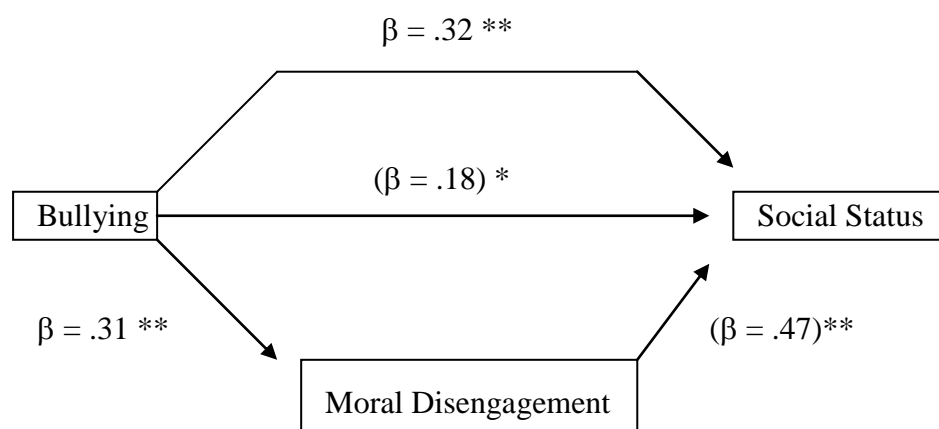 β = .32 **
(β = .18) *
Bullying
Social Status
β = .31 **
(β = .47)**
Moral Disengagement